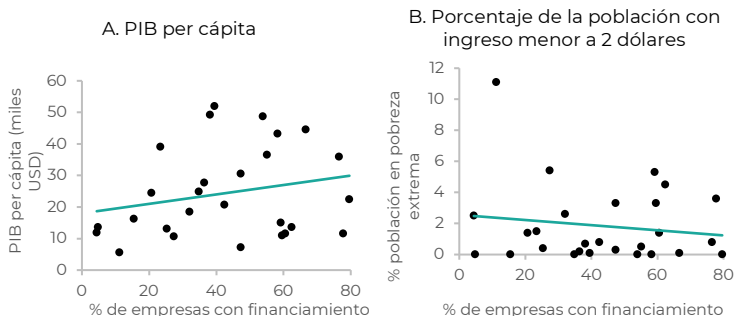 A. PIB per cápita
PIB per cápita (miles
USD)
60
50
40
30
20
10
0
0 20 40 60 80
% de empresas con financiamiento
B. Porcentaje de la población con
ingreso menor a 2 dólares
% población en pobreza
extrema
12
10
8
6
4
2
0
0 20 40 60 80
% de empresas con financiamiento